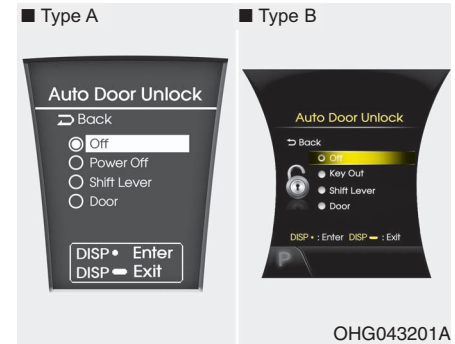 ■ Type A
Auto Door Unlock
Back
Off
Power Off
Shift Lever
Door
DISP • Enter
DISP ▬ Exit
■ Type B
Auto Door Unlock
Back
Off
Key Out
Shift Lever
Door
DISP • : Enter DISP ▬ : Exit
P
OHG043201A